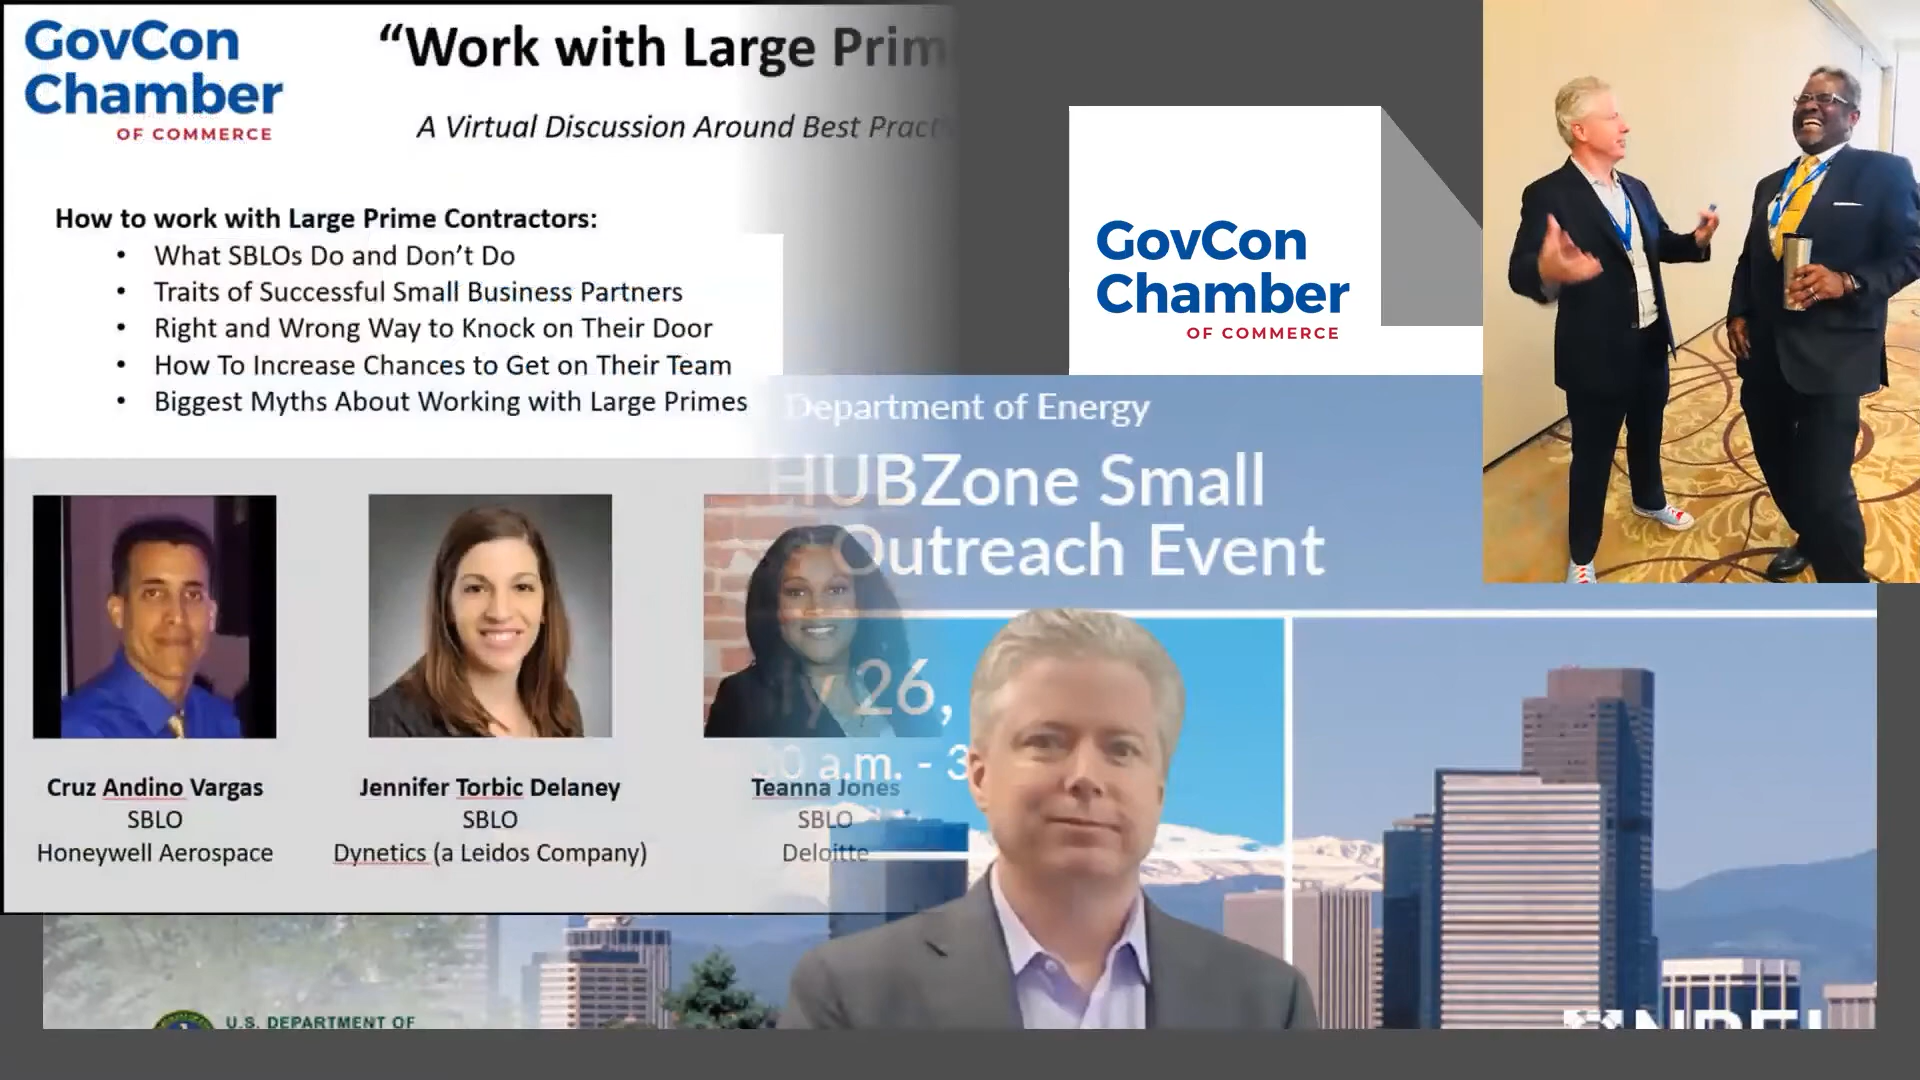 GovCon
Chamber
OF COMMERCE
“Work with Large Prim
A Virtual Discussion Around Best Pract
How to work with Large Prime Contractors:
• What SBLOs Do and Don’t Do
• Traits of Successful Small Business Partners
• Right and Wrong Way to Knock on Their Door
• How To Increase Chances to Get on Their Team
• Biggest Myths About Working with Large Primes
GovCon
Chamber
OF COMMERCE
Department of Energy
HUBZone Small
Outreach Event
26,
a.m. - 3
Cruz Andino Vargas
SBLO
Honeywell Aerospace
Jennifer Torbic Delaney
SBLO
Dynetics (a Leidos Company)
Teanna Jones
SBLO
Deloitte
U.S. DEPARTMENT OF